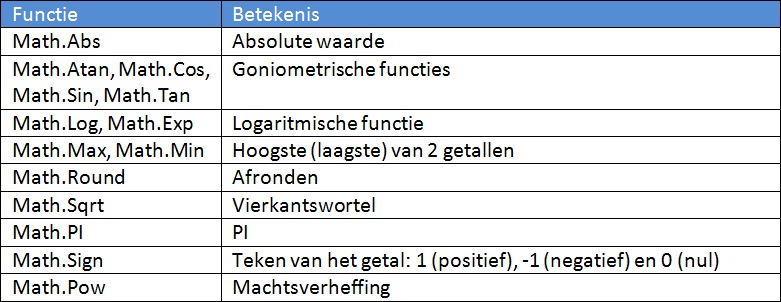 Functie Betekenis
Math.Abs Absolute waarde
Math.Atan, Math.Cos, Goniometrische functies
Math.Sin, Math.Tan
Math.Log, Math.Exp Logaritmische functie
Math.Max, Math.Min Hoogste (laagste) van 2 getallen
Math.Round Afronden
Math.Sqrt Vierkantswortel
Math.PI PI
Math.Sign Teken van het getal: 1 (positief), -1 (negatief) en 0 (nul)
Math.Pow Machtsverheffing